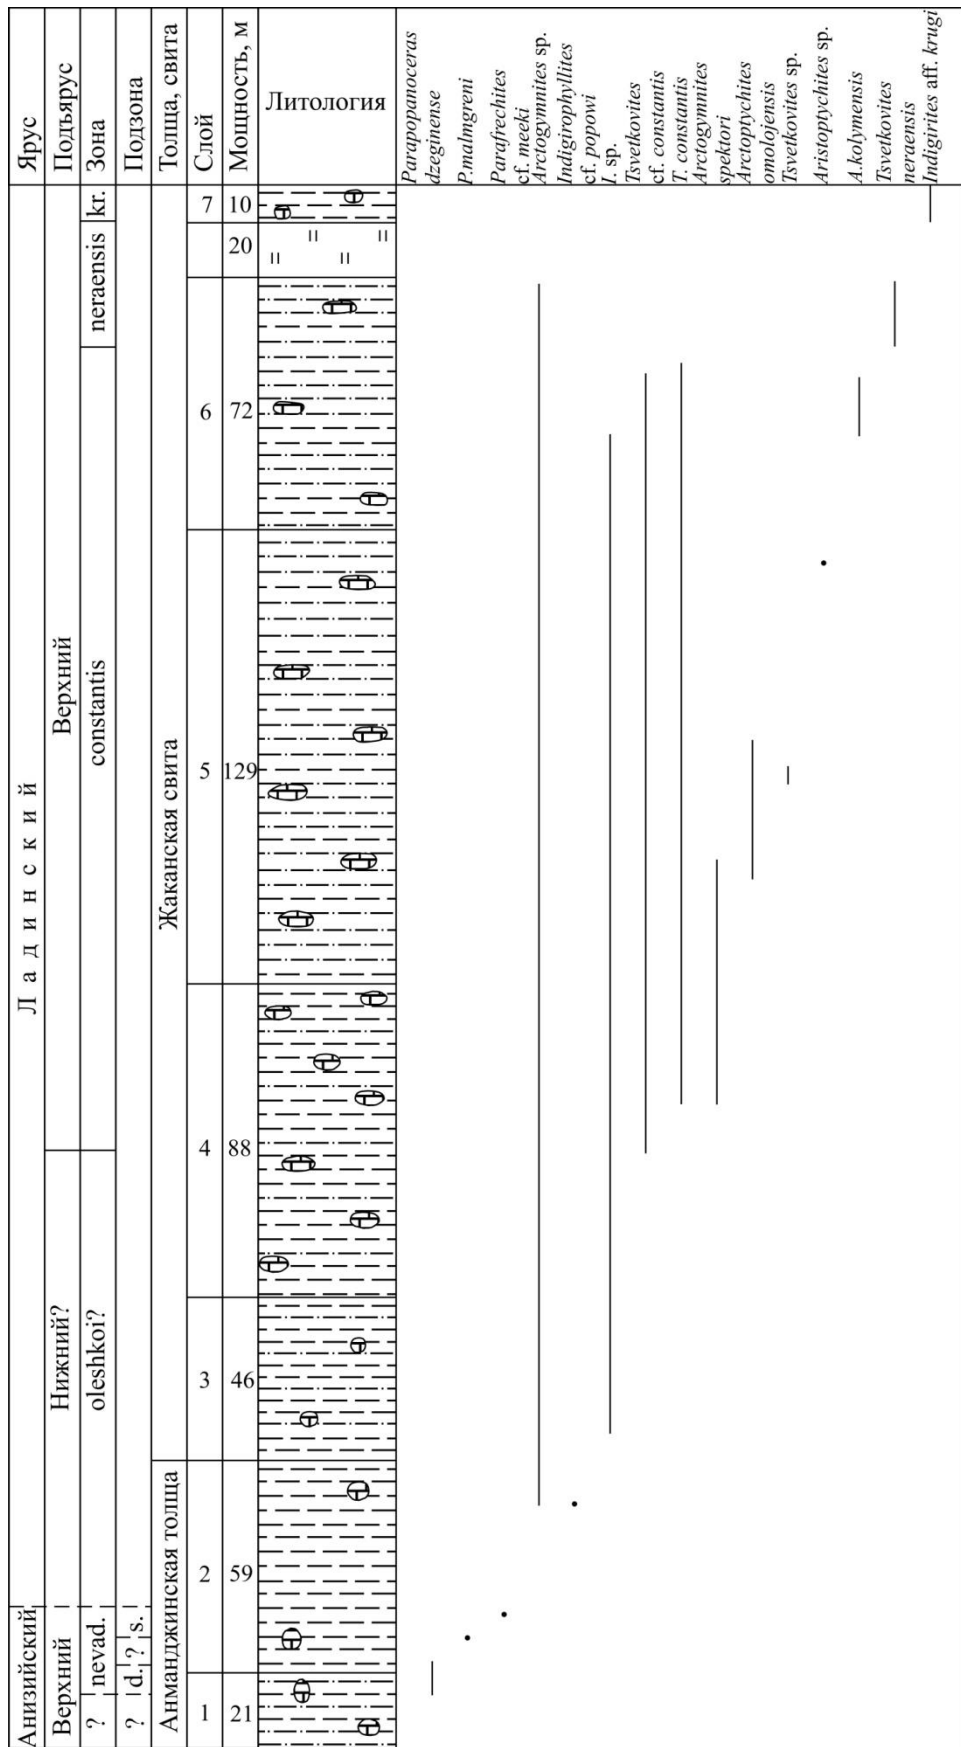 Ярус
Подъярус
Зона
Подзона
Толща, свита
Слой
Мощность, м
Литология
Parapopanoceras
dzeginense
P.malmgreni
Parafrechites
cf. meeki
Arctogymnites sp.
Indigirophyllites
cf. popowi
I. sp.
Tsvetkovites
cf. constantis
T. constantis
Arctogymnites
spektori
Arctoptychites
omolojensis
Tsvetkovites sp.
Aristoptychites sp.
A.kolymensis
Tsvetkovites
neraensis
Indigirites aff. krugi
Ладинский
Анизийский
Верхний
Нижний?
Верхний
kr.
neraensis
constantis
oleshkoi?
nevad.
?
s.
?
d.
?
Жаканская свита
Анманджинская толща
7
10
20
6
72
5
129
4
88
3
46
2
59
1
21